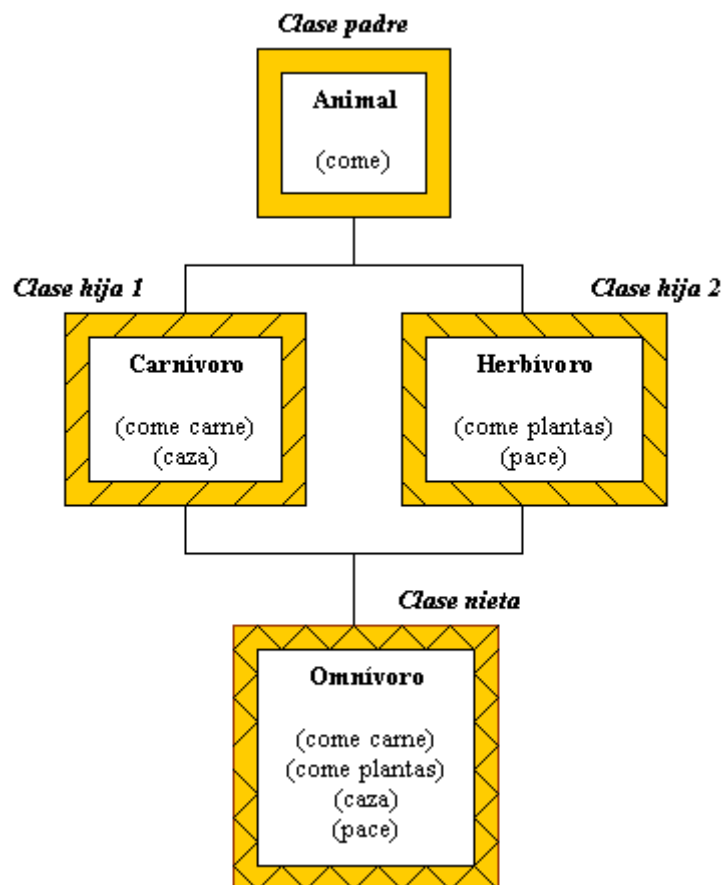 Clase padre
Animal
(come)
Clase hija 1
Clase hija 2
Carnívoro
(come carne)
(caza)
Herbívoro
(come plantas)
(pace)
Clase nieta
Omnívoro
(come carne)
(come plantas)
(caza)
(pace)